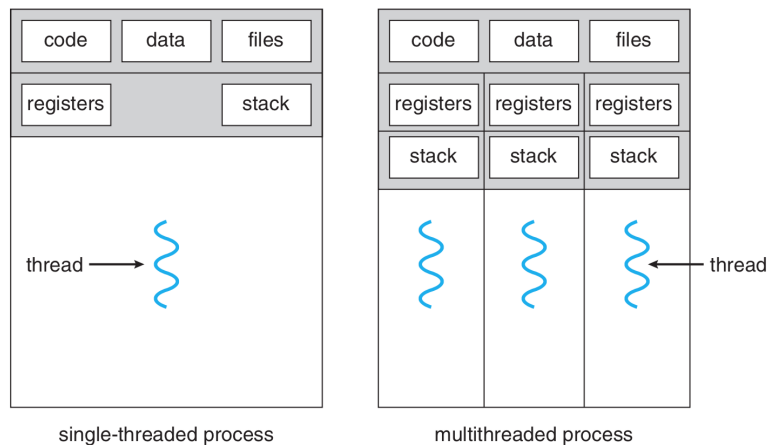 code data files
registers stack
thread
single-threaded process
code data files
registers registers registers
stack stack stack
thread
multithreaded process